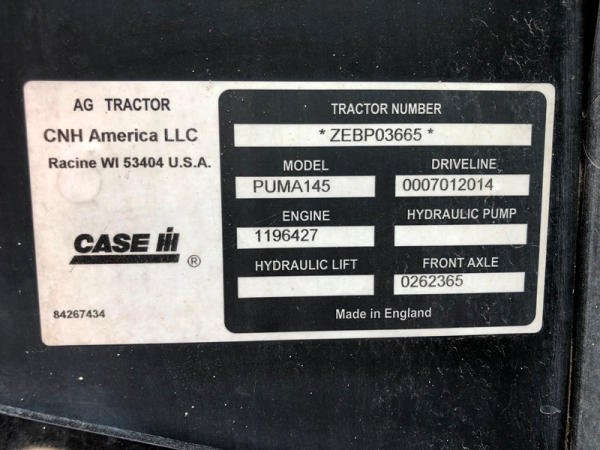 AG TRACTOR
CNH America LLC
Racine WI 53404 U.S.A.
CASE IH
®
84267434
TRACTOR NUMBER
*ZEBP03665*
MODEL
PUMA145
DRIVELINE
0007012014
ENGINE
1196427
HYDRAULIC PUMP
HYDRAULIC LIFT
FRONT AXLE
0262365
Made in England